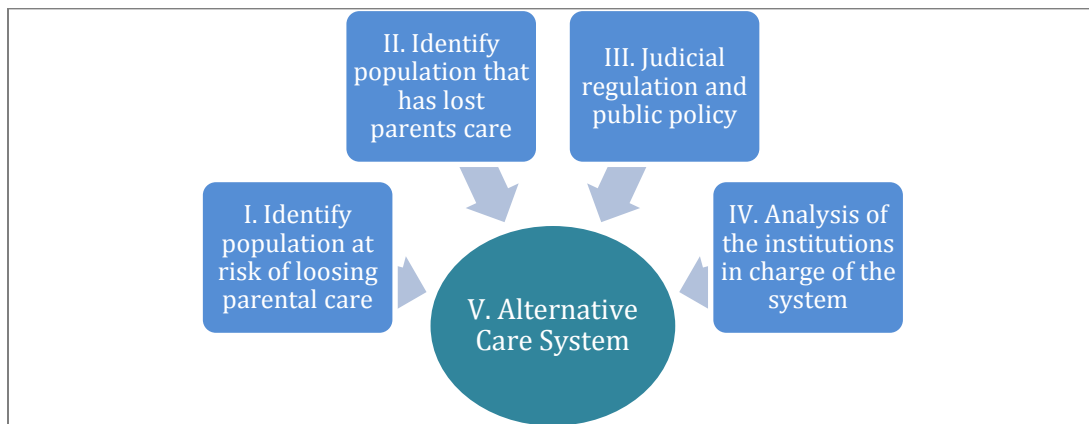 I. Identify
population at
risk of loosing
parental care
II. Identify
population that
has lost
parents care
III. Judicial
regulation and
public policy
IV. Analysis of
the institutions
in charge of the
system
V. Alternative
Care System